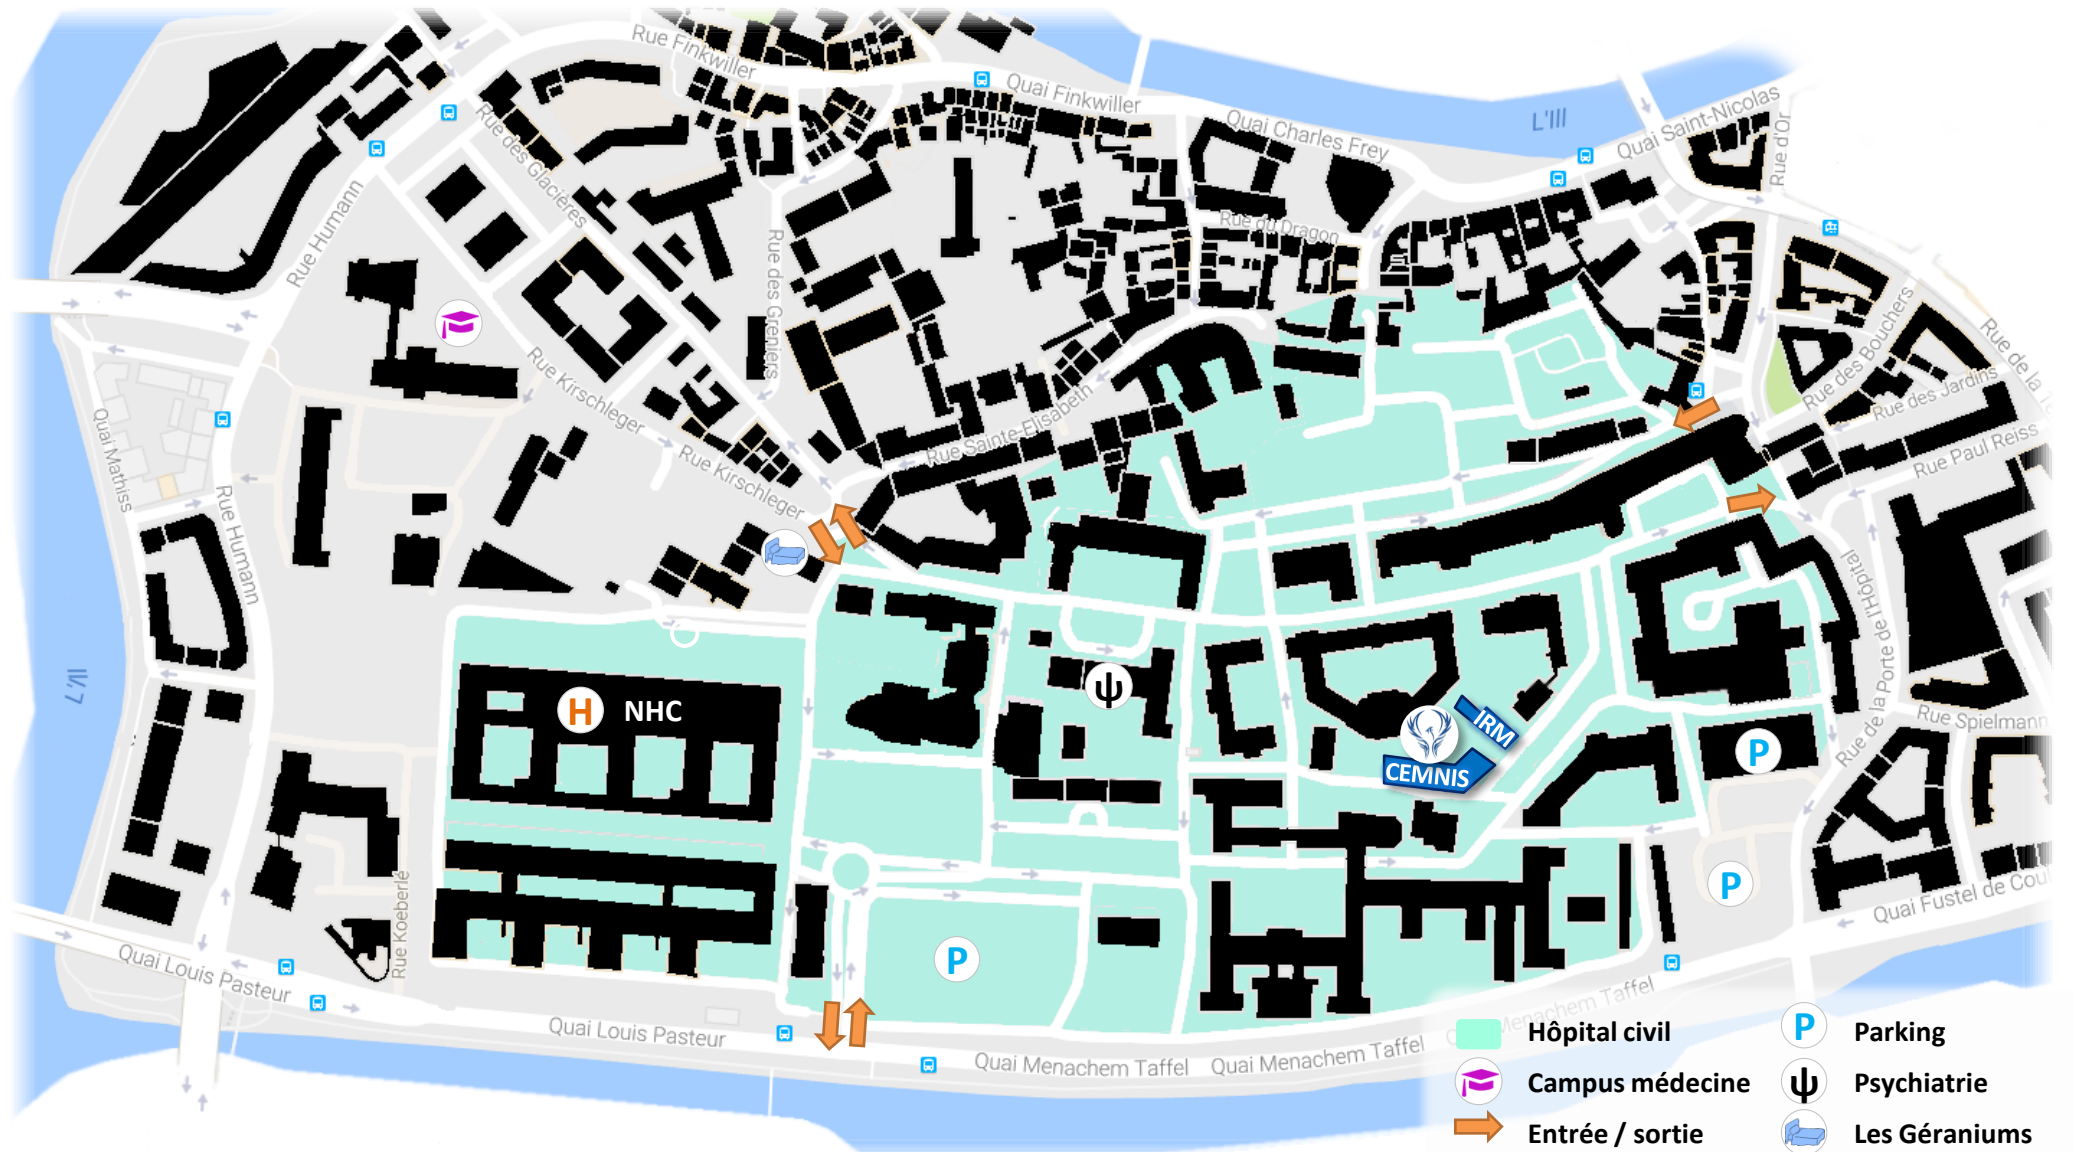 Rue Finkwiller
Quai Finkwiller
Quai Charles Frey
L'Ill
Quai Saint-Nicolas
Rue d'Or
Rue des Glacières
Rue Humann
Rue du Dragon
Rue des Greniers
Rue des Bouchers
Rue de la
Rue des Jardins
Rue Kirschleger
Rue Sainte-Elisabeth
Rue Paul Reiss
Quai Mathiss
Rue Kirschleger
Rue Humann
Rue de la Porte de l'Hôpital
L'Ill
H NHC
ψ
IRM
CEMNIS
P
Rue Spielmann
P
P
Rue Koeberlé
Quai Fustel de Cou
Quai Louis Pasteur
Quai Louis Pasteur
Quai Menachem Taffel
Quai Menachem Taffel
Quai Menachem Taffel
Hôpital civil
P Parking
Campus médecine
ψ Psychiatrie
Entrée / sortie
Les Géraniums